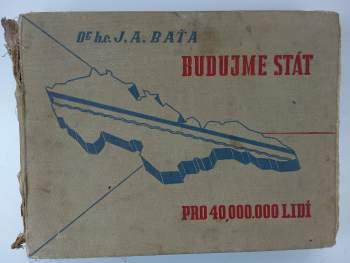 Dr h.c. J. A. BAŤA
BUDUJME STÁT
PRO 40,000.000 LIDÍ